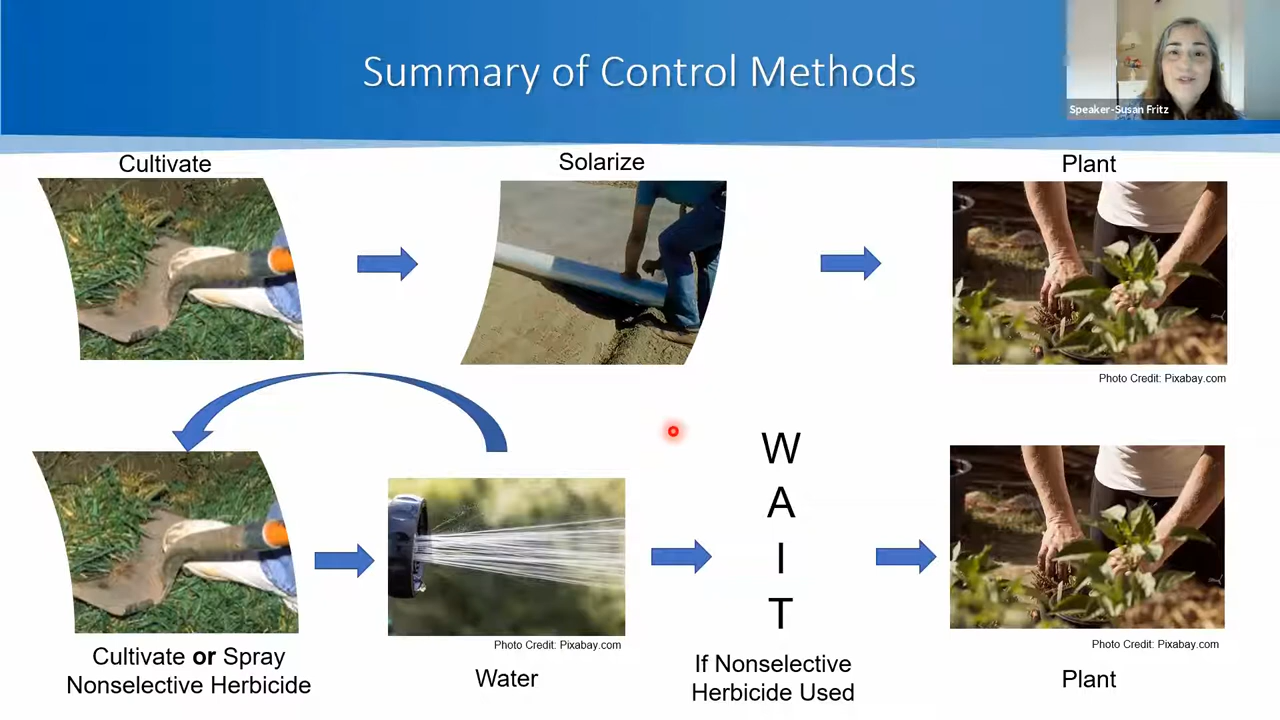 Summary of Control Methods
Speaker-Susan Fritz
Cultivate
Solarize
Plant
Photo Credit: Pixabay.com
W
A
I
T
Photo Credit: Pixabay.com
Photo Credit: Pixabay.com
Cultivate or Spray
Nonselective Herbicide
Water
If Nonselective
Herbicide Used
Plant